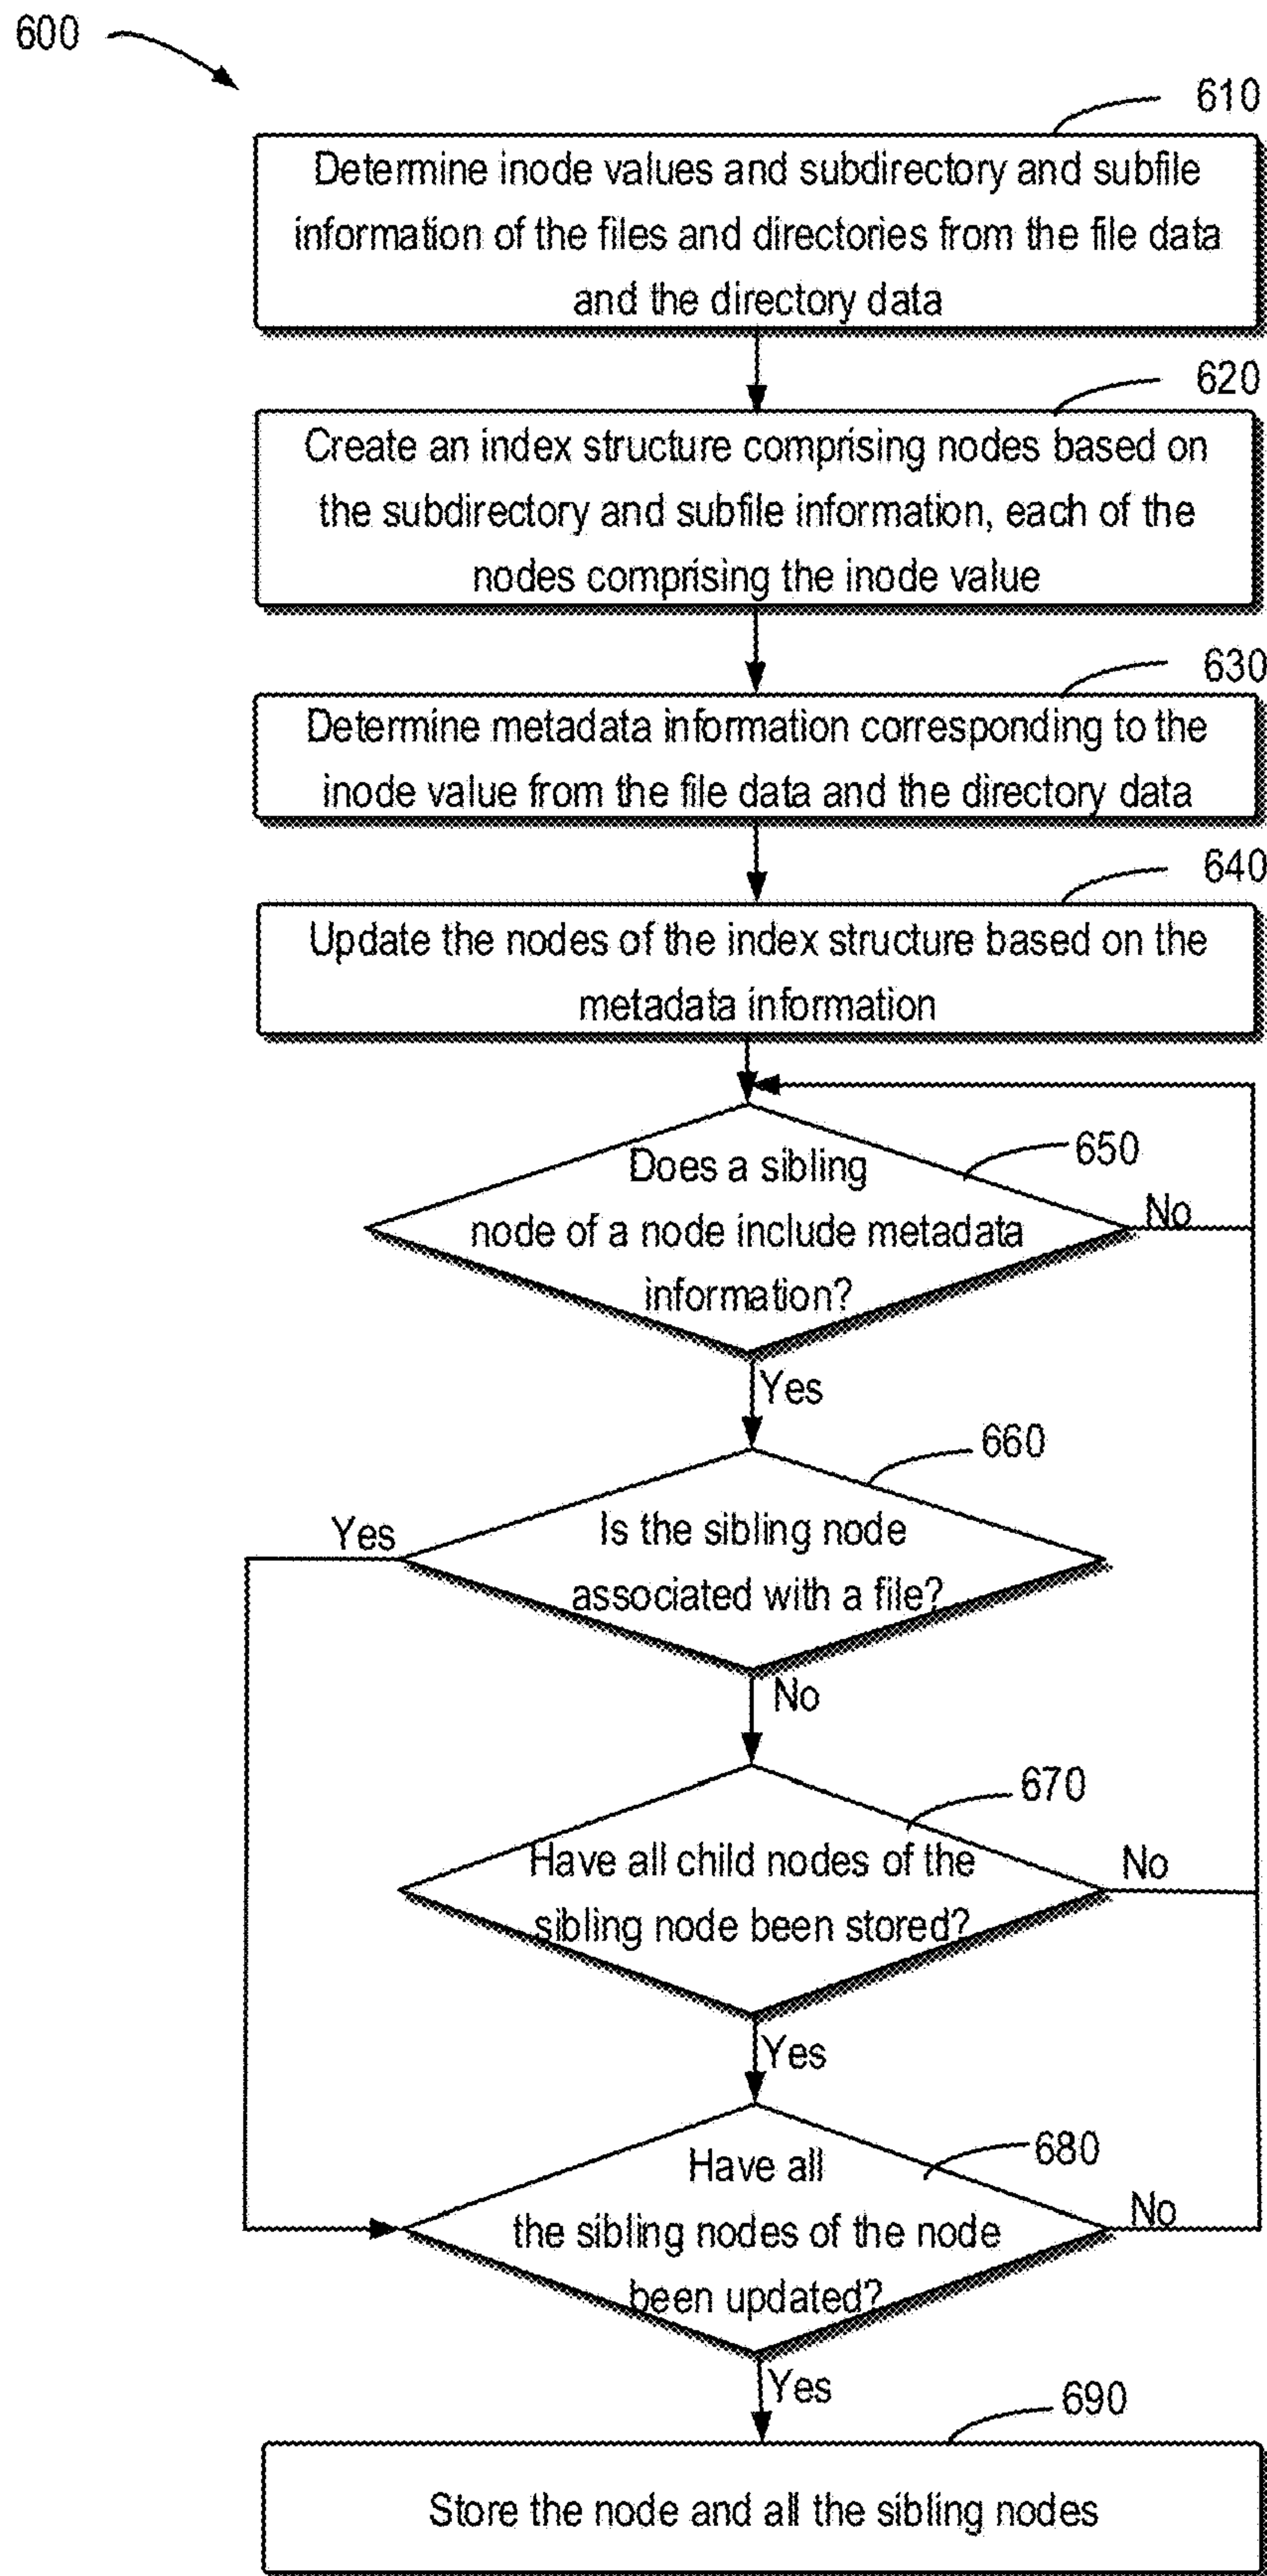 600
610
Determine inode values and subdirectory and subfile
information of the files and directories from the file data
and the directory data
620
Create an index structure comprising nodes based on
the subdirectory and subfile information, each of the
nodes comprising the inode value
630
Determine metadata information corresponding to the
inode value from the file data and the directory data
640
Update the nodes of the index structure based on the
metadata information
650
Does a sibling
node of a node include metadata
information?
No
Yes
660
Is the sibling node
associated with a file?
Yes
No
670
Have all child nodes of the
sibling node been stored?
No
Yes
680
Have all
the sibling nodes of the node
been updated?
No
Yes
690
Store the node and all the sibling nodes